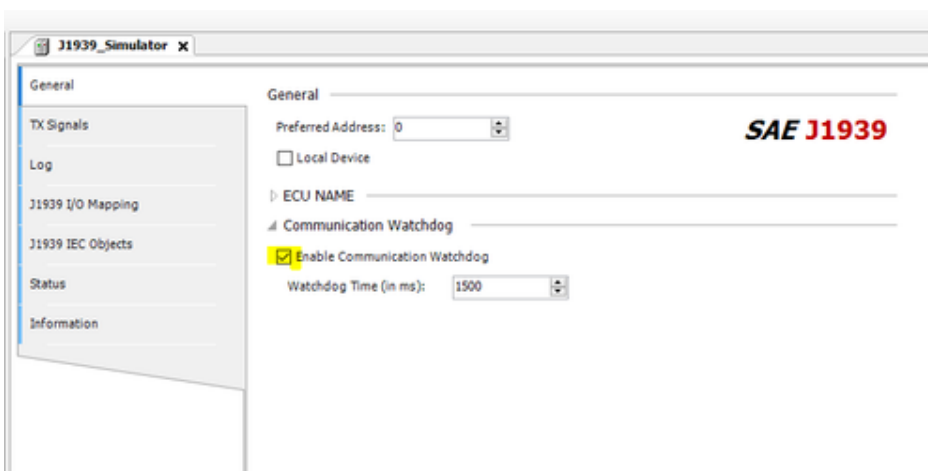 J1939_Simulator x
General
TX Signals
Log
J1939 I/O Mapping
J1939 IEC Objects
Status
Information
General
Preferred Address: 0
SAE J1939
Local Device
ECU NAME
Communication Watchdog
Enable Communication Watchdog
Watchdog Time (in ms): 1500